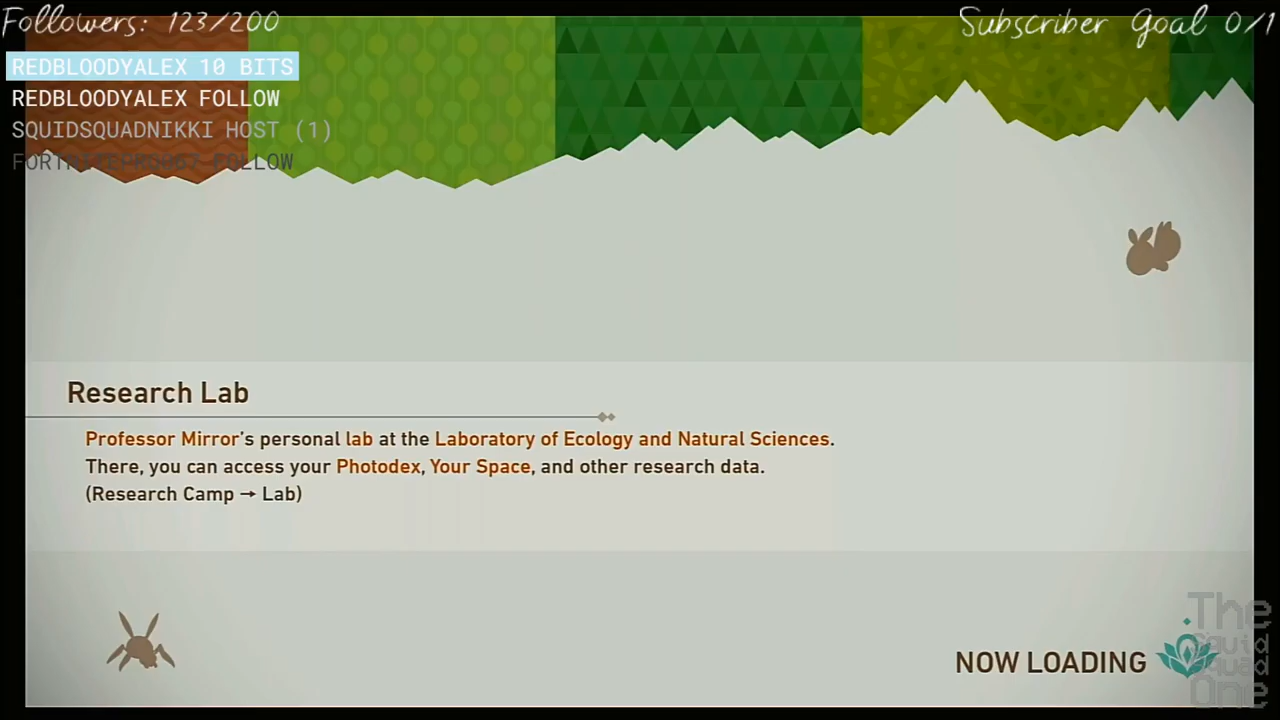 Followers: 123/200
Subscriber Goal 0/1
REDBLOODYALEX 10 BITS
REDBLOODYALEX FOLLOW
SQUIDSQUADNIKKI HOST (1)
FOLLOW
Research Lab
Professor Mirror's personal lab at the Laboratory of Ecology and Natural Sciences.
There, you can access your Photodex, Your Space, and other research data.
(Research Camp → Lab)
NOW LOADING
The
Squid
Squad
One